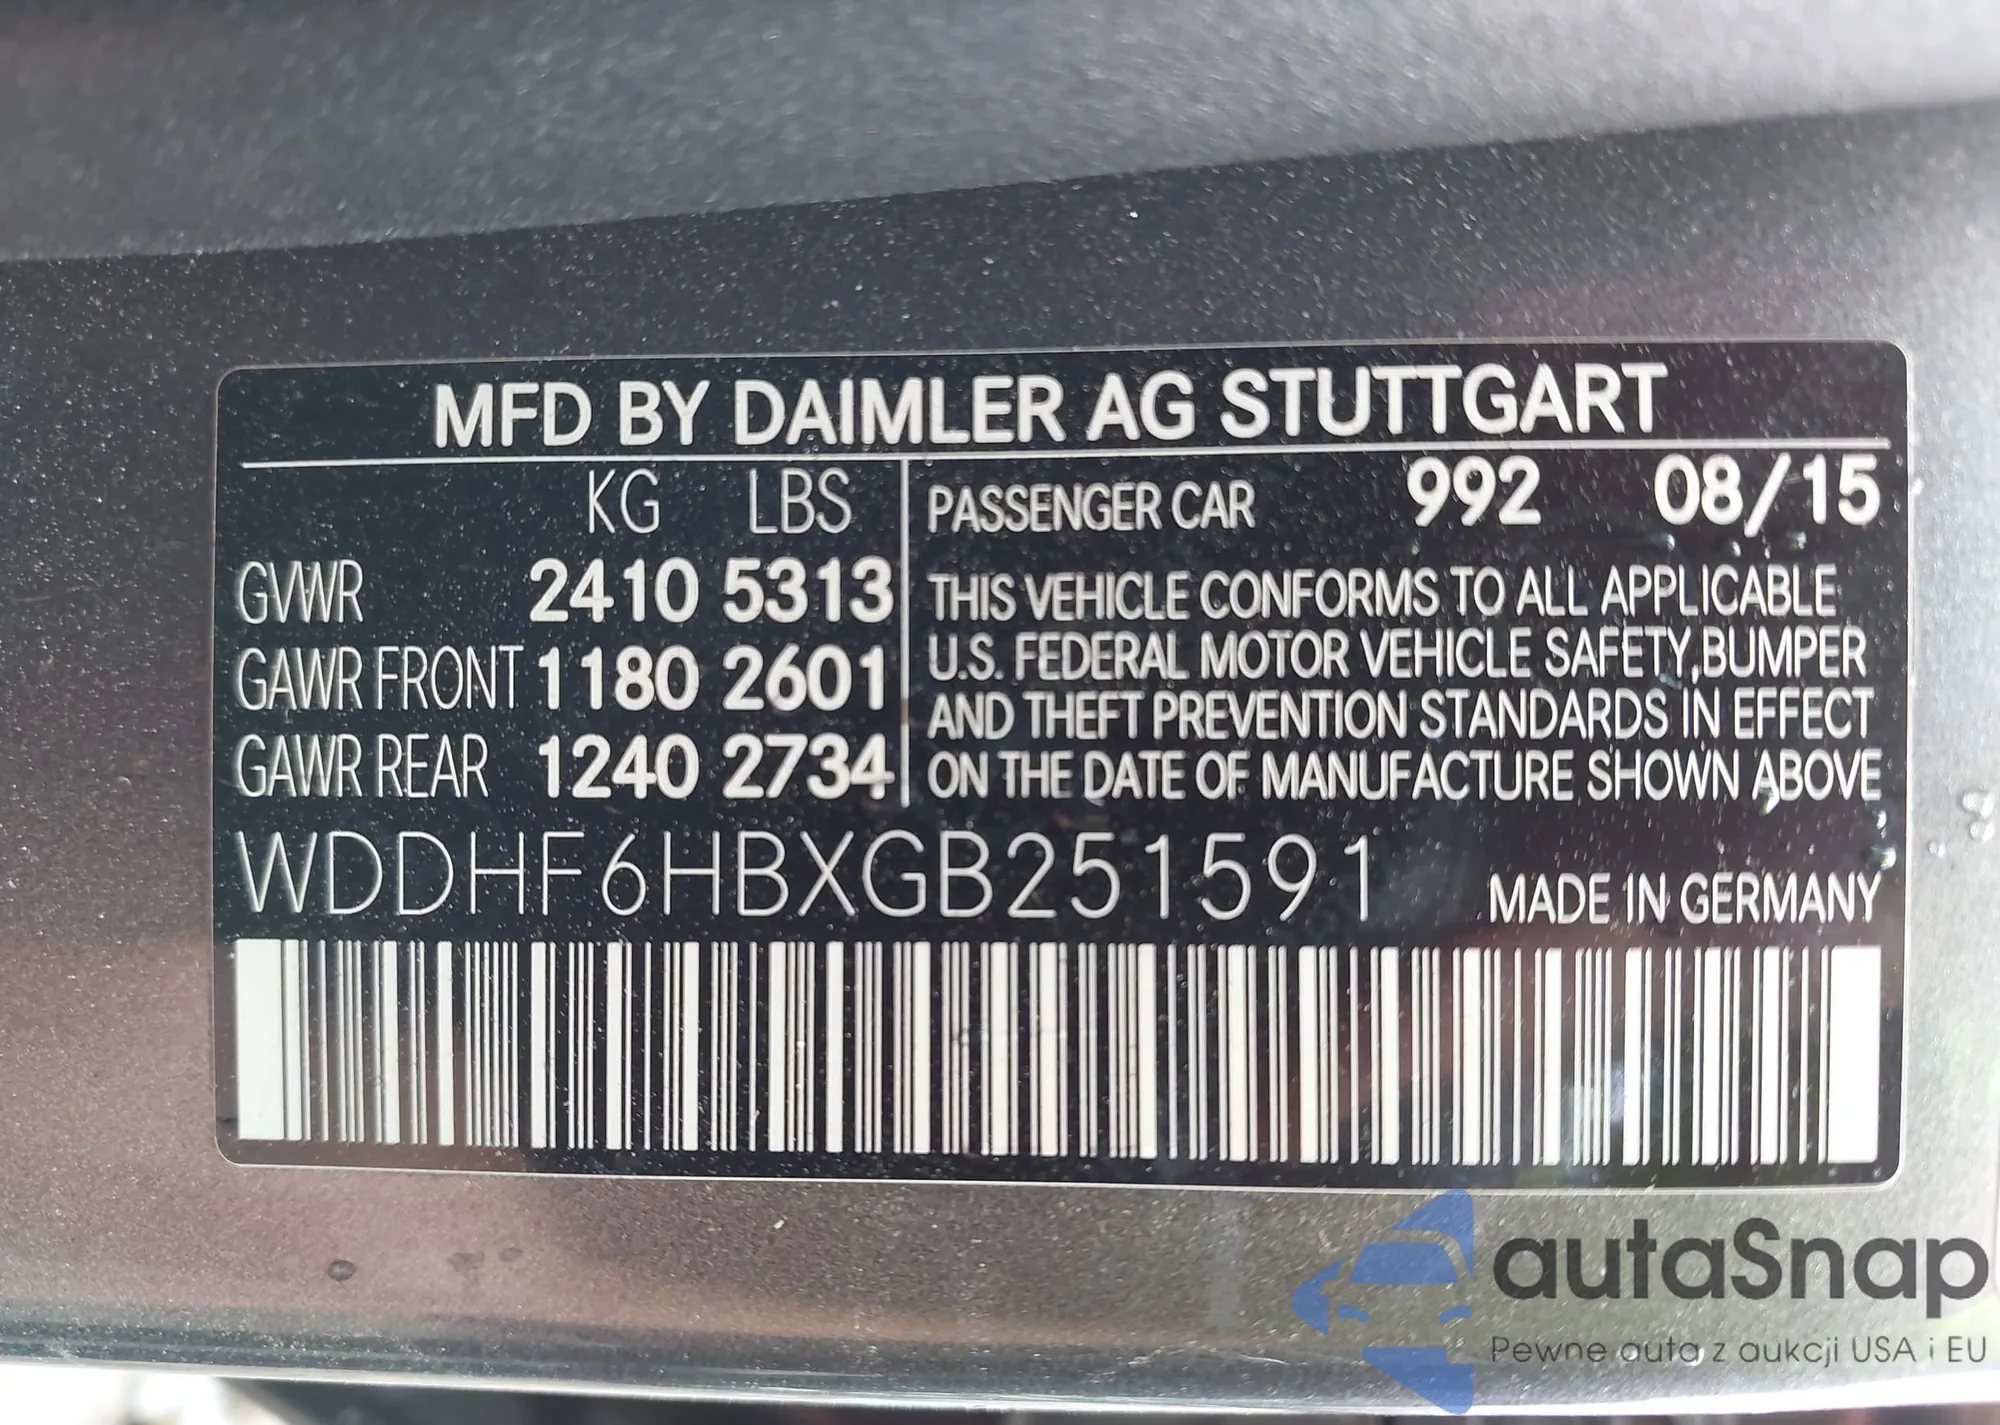 MFD BY DAIMLER AG STUTTGART
KG LBS
GVWR 2410 5313
GAWR FRONT 1180 2601
GAWR REAR 1240 2734
PASSENGER CAR 992 08/15
THIS VEHICLE CONFORMS TO ALL APPLICABLE
U.S. FEDERAL MOTOR VEHICLE SAFETY,BUMPER
AND THEFT PREVENTION STANDARDS IN EFFECT
ON THE DATE OF MANUFACTURE SHOWN ABOVE
WDDHF6HBXGB251591
MADE IN GERMANY
autaSnap
Pewne auta z aukcji USA i EU